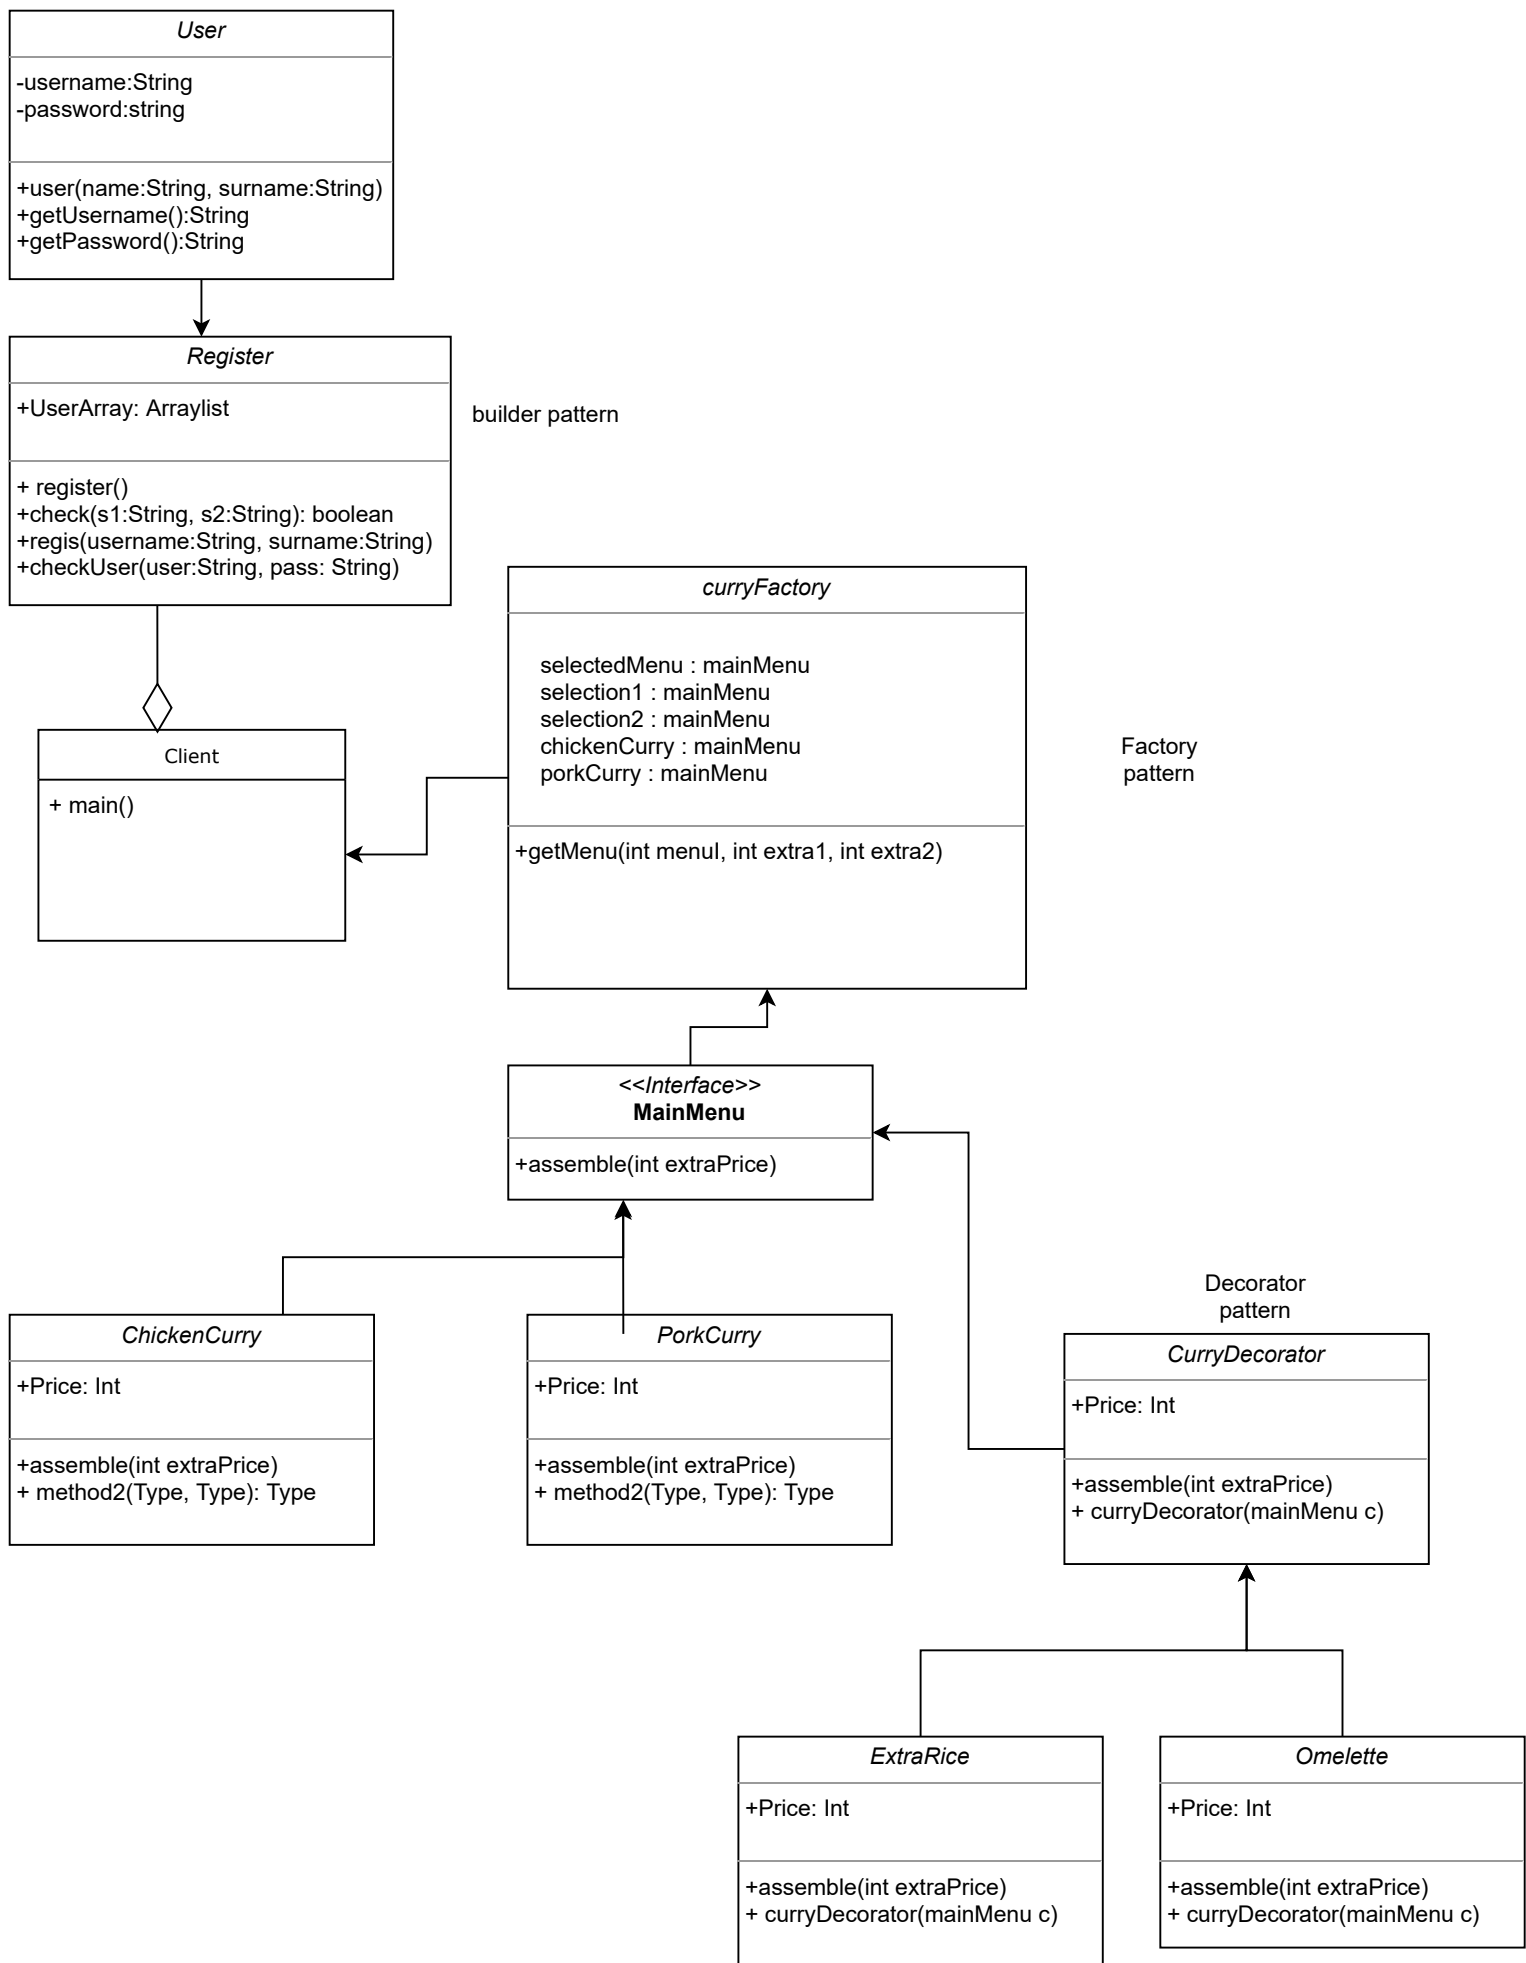 User
-username:String
-password:string
+user(name:String, surname:String)
+getUsername():String
+getPassword():String
Register
+UserArray: Arraylist
+ register()
+check(s1:String, s2:String): boolean
+regis(username:String, surname:String)
+checkUser(user:String, pass: String)
builder pattern
Client
+ main()
curryFactory
selectedMenu : mainMenu
selection1 : mainMenu
selection2 : mainMenu
chickenCurry : mainMenu
porkCurry : mainMenu
+getMenu(int menuI, int extra1, int extra2)
Factory
pattern
<<Interface>>
MainMenu
+assemble(int extraPrice)
ChickenCurry
+Price: Int
+assemble(int extraPrice)
+ method2(Type, Type): Type
PorkCurry
+Price: Int
+assemble(int extraPrice)
+ method2(Type, Type): Type
Decorator
pattern
CurryDecorator
+Price: Int
+assemble(int extraPrice)
+ curryDecorator(mainMenu c)
ExtraRice
+Price: Int
+assemble(int extraPrice)
+ curryDecorator(mainMenu c)
Omelette
+Price: Int
+assemble(int extraPrice)
+ curryDecorator(mainMenu c)